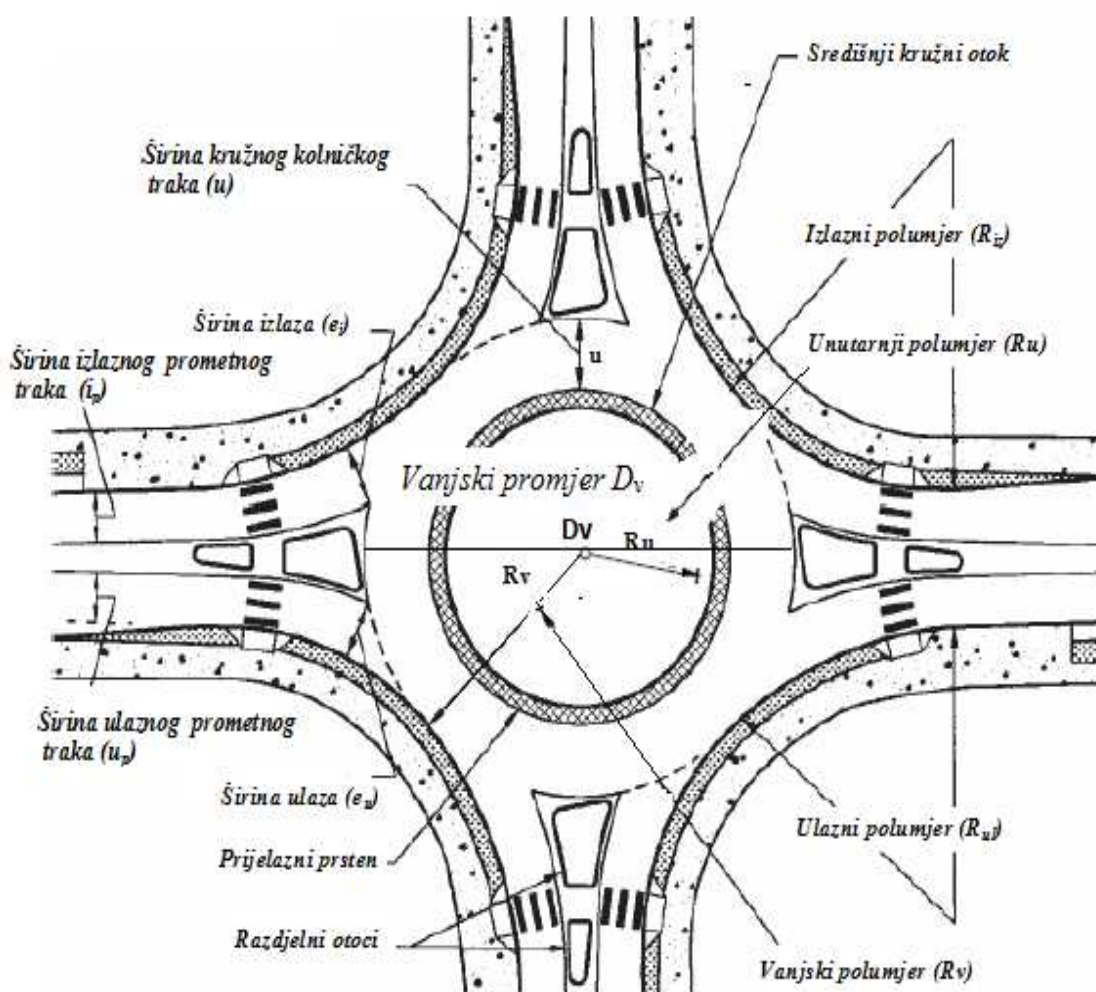 Središnji kružni otok
Širina kružnog kolničkog
traka (u)
Izlazni polumjer (Riz)
Širina izlaza (ei)
Unutarnji polumjer (Ru)
u
Širina izlaznog prometnog
traka (ip)
Vanjski promjer Dv
Dv
Ru
Rv
Širina ulaznog prometnog
traka (up)
Širina ulaza (eu)
Ulazni polumjer (Rul)
Prijelazni prsten
Razdjelni otoci
Vanjski polumjer (Rv)